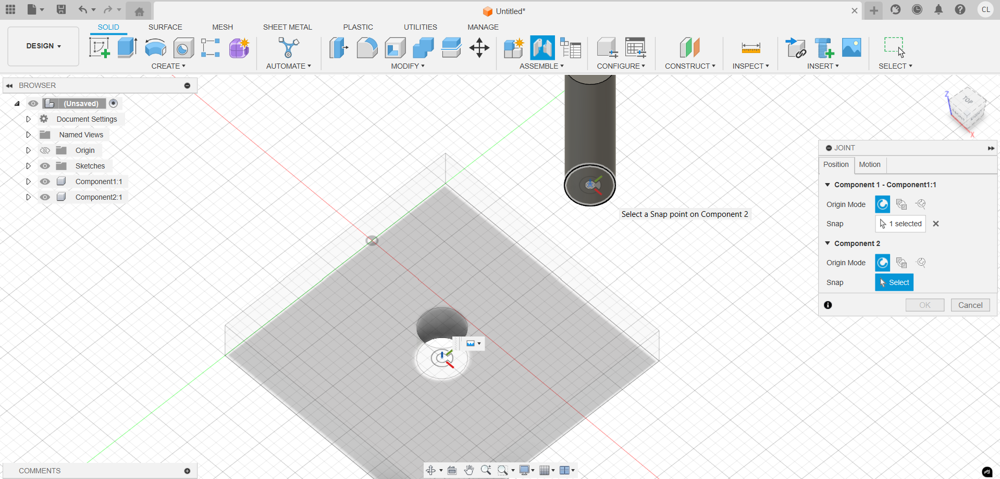 Untitled*
CL
DESIGN
SOLID
SURFACE
MESH
SHEET METAL
PLASTIC
UTILITIES
MANAGE
CREATE
AUTOMATE
MODIFY
ASSEMBLE
CONFIGURE
CONSTRUCT
INSPECT
INSERT
SELECT
BROWSER
(Unsaved)
Document Settings
Named Views
Origin
Sketches
Component1:1
Component2:1
Z
TOP
FRONT
RIGHT
X
Select a Snap point on Component 2
JOINT
Position
Motion
Component 1 - Component1:1
Origin Mode
Snap
1 selected
Component 2
Origin Mode
Snap
Select
OK
Cancel
COMMENTS